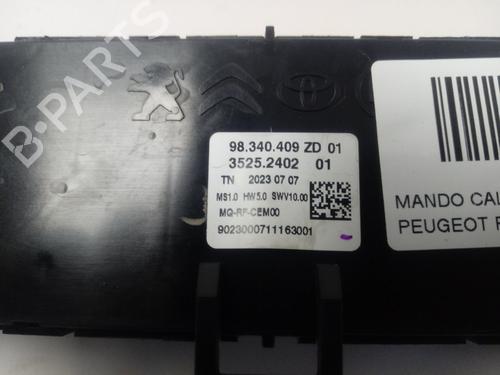 B-PARTS
98.340.409 ZD 01
3525.2402 01
TN 2023 07 07
MS1.0 HW5.0 SWV10.00
MQ-RF-CEM00
9023000711163001
MANDO CAL
PEUGEOT